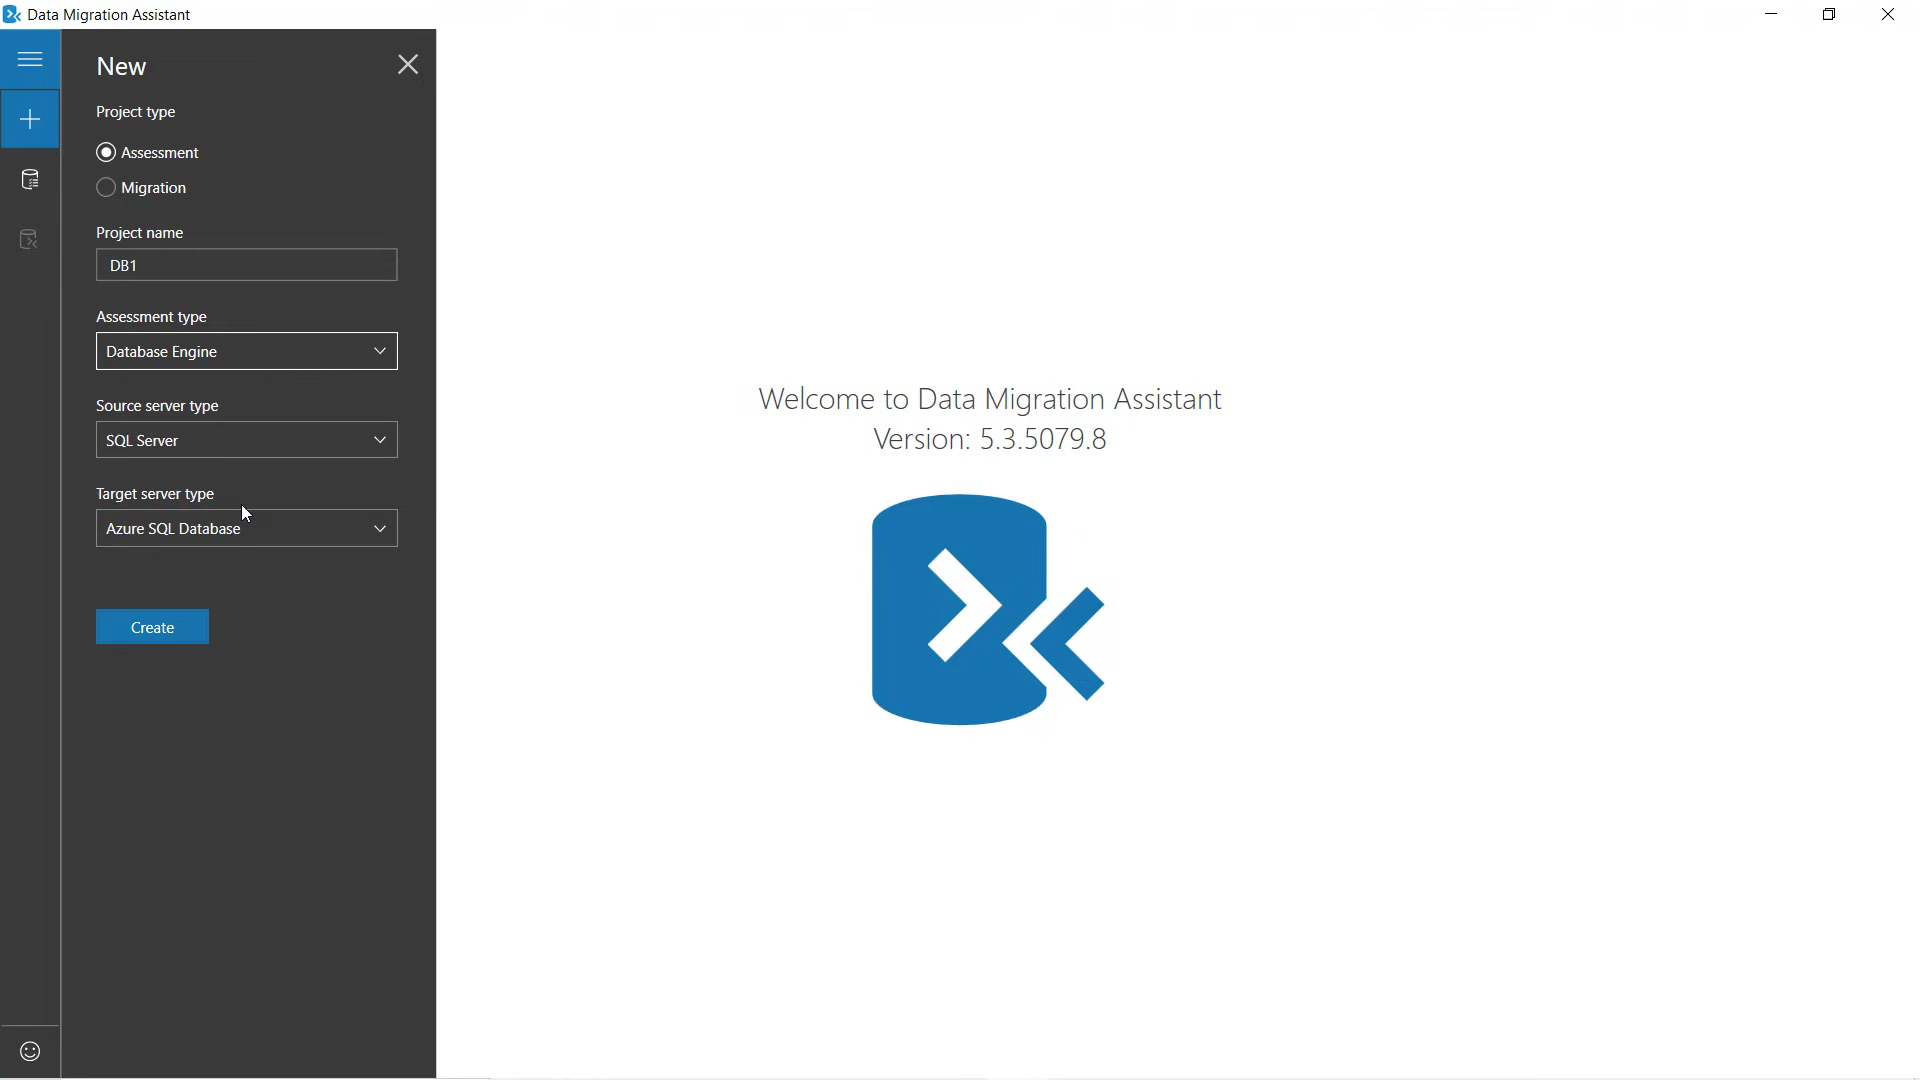 Data Migration Assistant
New
Project type
Assessment
Migration
Project name
DB1
Assessment type
Database Engine
Source server type
SQL Server
Target server type
Azure SQL Database
Create
Welcome to Data Migration Assistant
Version: 5.3.5079.8